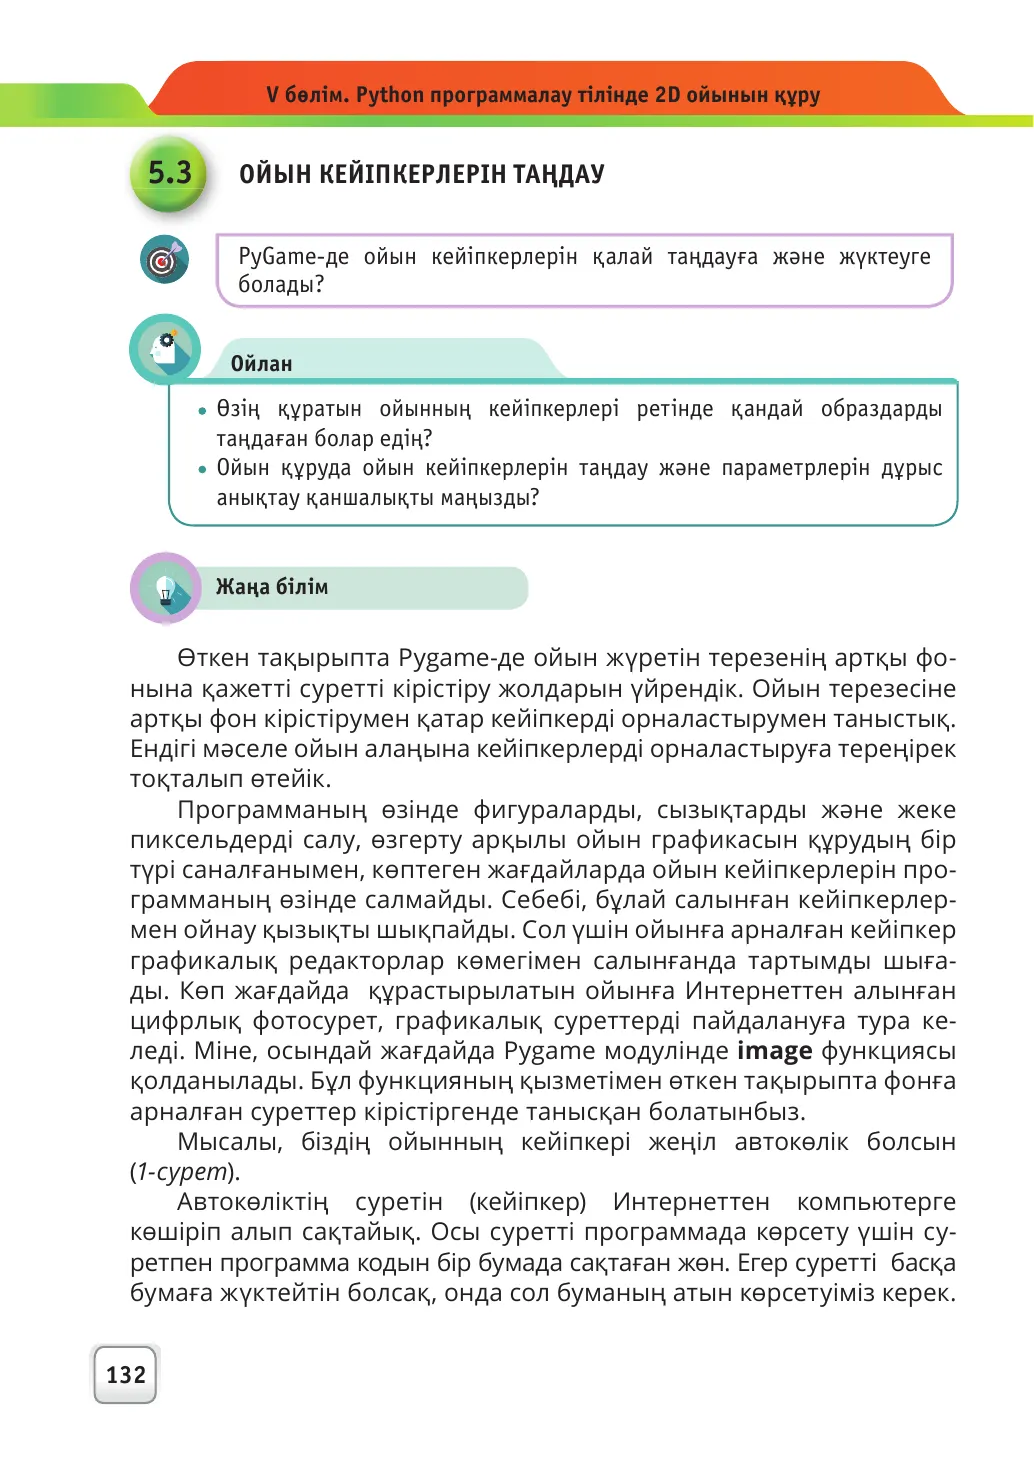 V бөлім. Python программалау тілінде 2D ойынын құру
5.3
ОЙЫН КЕЙІПКЕРЛЕРІН ТАҢДАУ
PyGame-де ойын кейіпкерлерін қалай таңдауға және жүктеуге
болады?
Ойлан
• Өзің құратын ойынның кейіпкерлері ретінде қандай образдарды
таңдаған болар едің?
• Ойын құруда ойын кейіпкерлерін таңдау және параметрлерін дұрыс
анықтау қаншалықты маңызды?
Жаңа білім
Өткен тақырыпта Pygame-де ойын жүретін терезенің артқы фо-
нына қажетті суретті кірістіру жолдарын үйрендік. Ойын терезесіне
артқы фон кірістірумен қатар кейіпкерді орналастырумен таныстық.
Ендігі мәселе ойын алаңына кейіпкерлерді орналастыруға тереңірек
тоқталып өтейік.
Программаның өзінде фигураларды, сызықтарды және жеке
пиксельдерді салу, өзгерту арқылы ойын графикасын құрудың бір
түрі саналғанымен, көптеген жағдайларда ойын кейіпкерлерін про-
грамманың өзінде салмайды. Себебі, бұлай салынған кейіпкерлер-
мен ойнау қызықты шықпайды. Сол үшін ойынға арналған кейіпкер
графикалық редакторлар көмегімен салынғанда тартымды шыға-
ды. Көп жағдайда құрастырылатын ойынға Интернеттен алынған
цифрлық фотосурет, графикалық суреттерді пайдалануға тура ке-
леді. Міне, осындай жағдайда Pygame модулінде image функциясы
қолданылады. Бұл функцияның қызметімен өткен тақырыпта фонға
арналған суреттер кірістіргенде танысқан болатынбыз.
Мысалы, біздің ойынның кейіпкері жеңіл автокөлік болсын
(1-сурет).
Автокөліктің суретін (кейіпкер) Интернеттен компьютерге
көшіріп алып сақтайық. Осы суретті программада көрсету үшін су-
ретпен программа кодын бір бумада сақтаған жөн. Егер суретті басқа
бумаға жүктейтін болсақ, онда сол буманың атын көрсетуіміз керек.
132